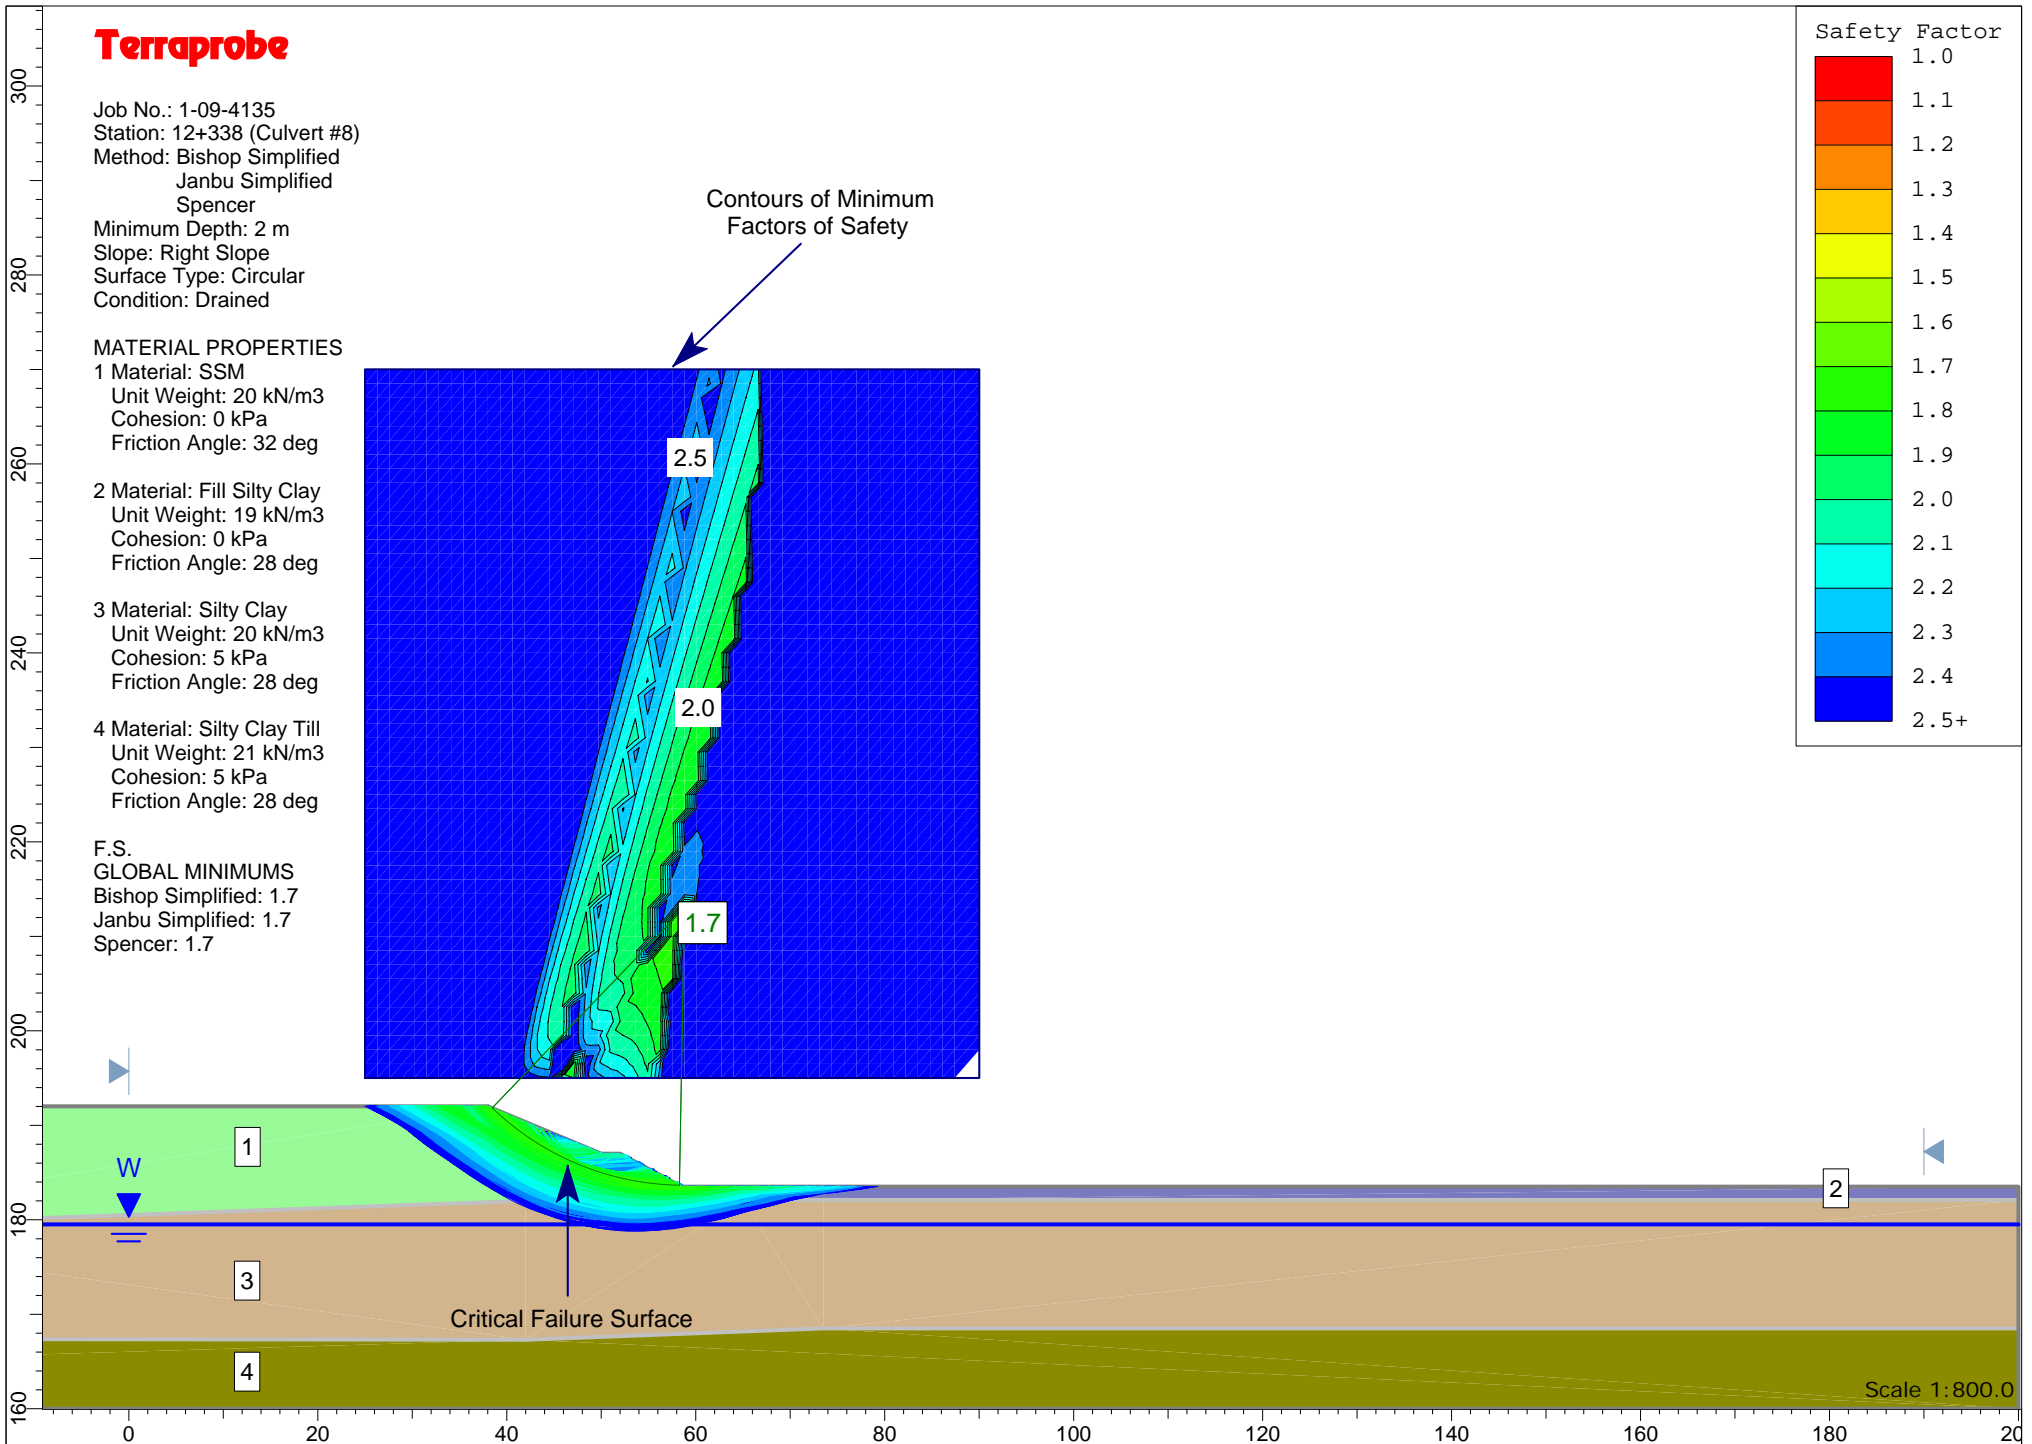 Terraprobe
Job No.: 1-09-4135
Station: 12+338 (Culvert #8)
Method: Bishop Simplified
Janbu Simplified
Spencer
Minimum Depth: 2 m
Slope: Right Slope
Surface Type: Circular
Condition: Drained
MATERIAL PROPERTIES
1 Material: SSM
Unit Weight: 20 kN/m3
Cohesion: 0 kPa
Friction Angle: 32 deg
2 Material: Fill Silty Clay
Unit Weight: 19 kN/m3
Cohesion: 0 kPa
Friction Angle: 28 deg
3 Material: Silty Clay
Unit Weight: 20 kN/m3
Cohesion: 5 kPa
Friction Angle: 28 deg
4 Material: Silty Clay Till
Unit Weight: 21 kN/m3
Cohesion: 5 kPa
Friction Angle: 28 deg
F.S.
GLOBAL MINIMUMS
Bishop Simplified: 1.7
Janbu Simplified: 1.7
Spencer: 1.7
Contours of Minimum
Factors of Safety
2.5
2.0
1.7
Safety Factor
1.0
1.1
1.2
1.3
1.4
1.5
1.6
1.7
1.8
1.9
2.0
2.1
2.2
2.3
2.4
2.5+
300
280
260
240
220
200
180
160
1
W
2
3
4
Critical Failure Surface
Scale 1:800.0
0 20 40 60 80 100 120 140 160 180 20